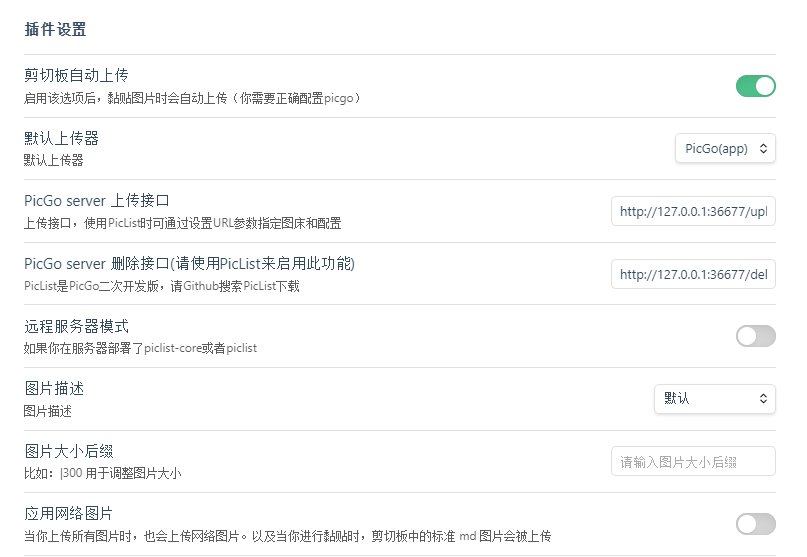 插件设置
剪切板自动上传
启用该选项后，黏贴图片时会自动上传（你需要正确配置picgo）
默认上传器
默认上传器
PicGo(app)
PicGo server 上传接口
上传接口，使用PicList时可通过设置URL参数指定图床和配置
http://127.0.0.1:36677/upl
PicGo server 删除接口(请使用PicList来启用此功能)
PicList是PicGo二次开发版，请Github搜索PicList下载
http://127.0.0.1:36677/del
远程服务器模式
如果你在服务器部署了piclist-core或者piclist
图片描述
图片描述
默认
图片大小后缀
比如：|300 用于调整图片大小
请输入图片大小后缀
应用网络图片
当你上传所有图片时，也会上传网络图片。以及当你进行黏贴时，剪切板中的标准 md 图片会被上传